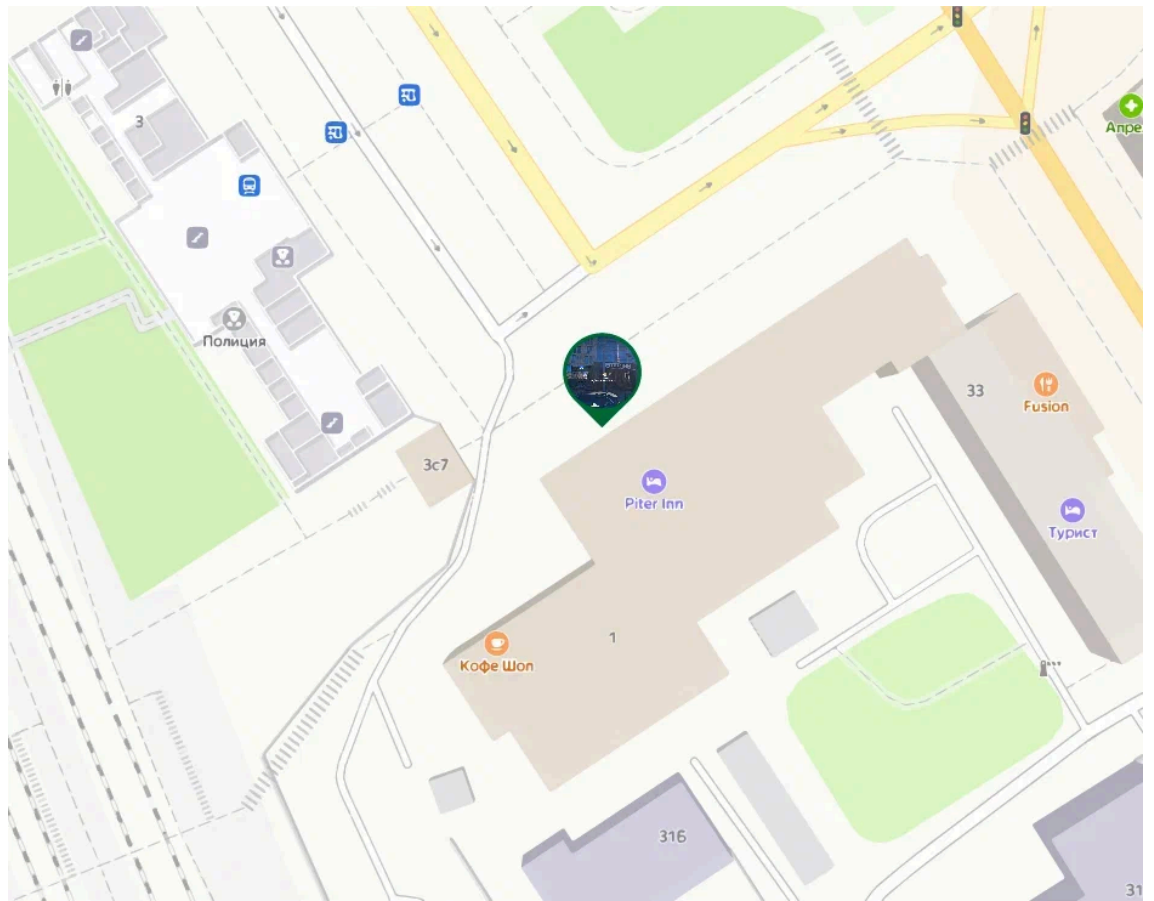 Апре
3
Полиция
33
Fusion
3с7
Piter Inn
Турист
1
Кофе Шоп
31б
31